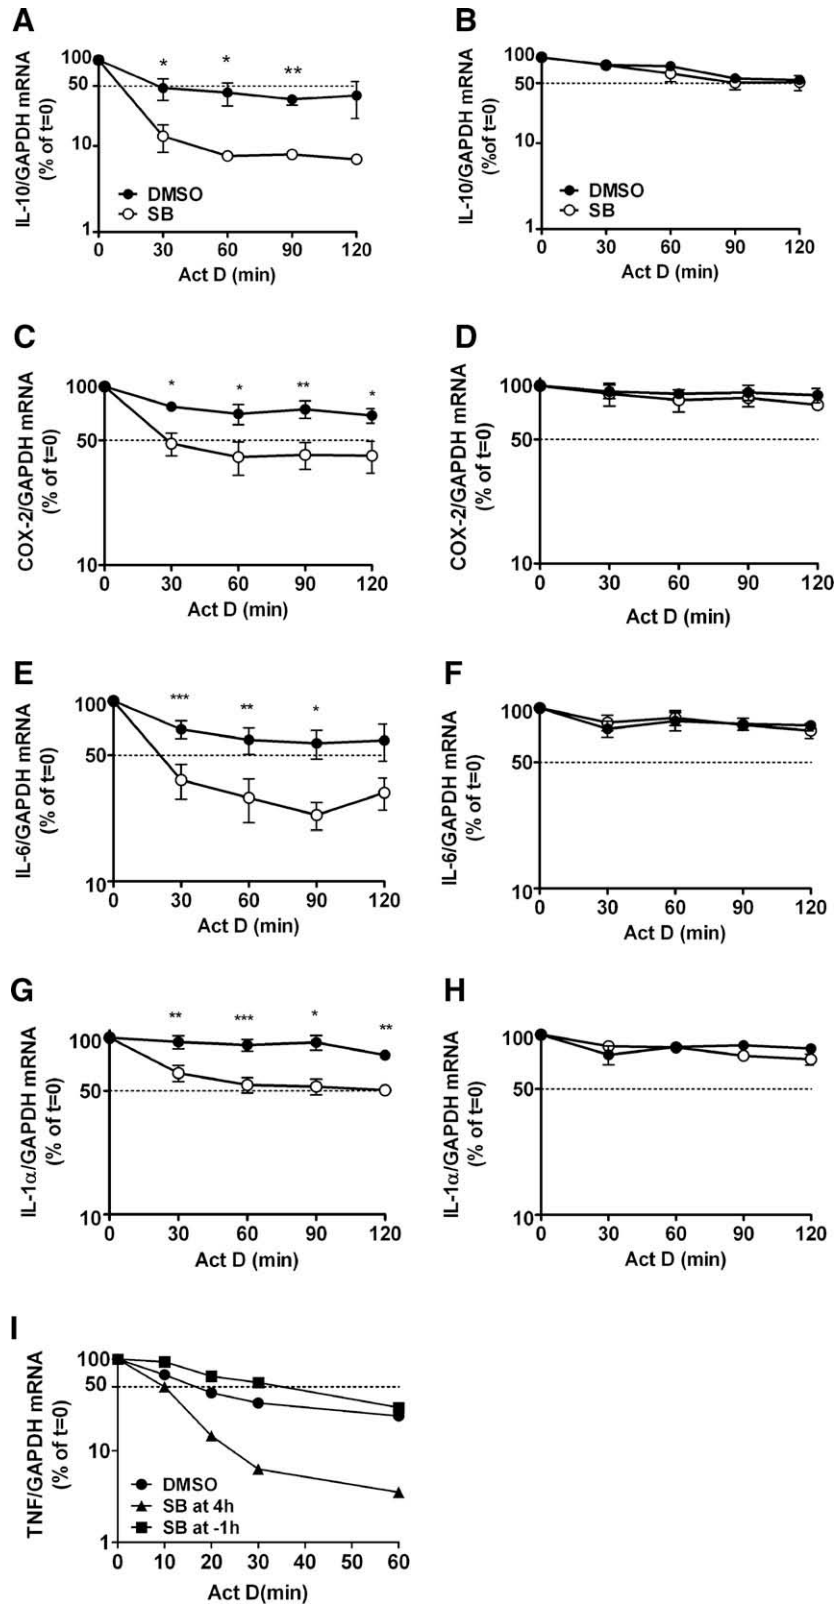 A
IL-10/GAPDH mRNA
(% of t=0)
100
50
10
1
* * **
DMSO
SB
0 30 60 90 120
Act D (min)
B
IL-10/GAPDH mRNA
(%of t=0)
100
50
10
1
DMSO
SB
0 30 60 90 120
Act D (min)
C
COX-2/GAPDH mRNA
(% of t=0)
100
50
10
* * ** *
0 30 60 90 120
Act D (min)
D
COX-2/GAPDH mRNA
(% of t=0)
100
50
10
0 30 60 90 120
Act D (min)
E
IL-6/GAPDH mRNA
(% of t=0)
100
50
10
*** ** *
0 30 60 90 120
Act D (min)
F
IL-6/GAPDH mRNA
(% of t=0)
100
50
10
0 30 60 90 120
Act D (min)
G
IL-1α/GAPDH mRNA
(% of t=0)
100
50
10
** *** * **
0 30 60 90 120
Act D (min)
H
IL-1α/GAPDH mRNA
(% of t=0)
100
50
10
0 30 60 90 120
Act D (min)
I
TNF/GAPDH mRNA
(% of t=0)
100
50
10
1
DMSO
SB at 4h
SB at -1h
0 10 20 30 40 50 60
Act D(min)